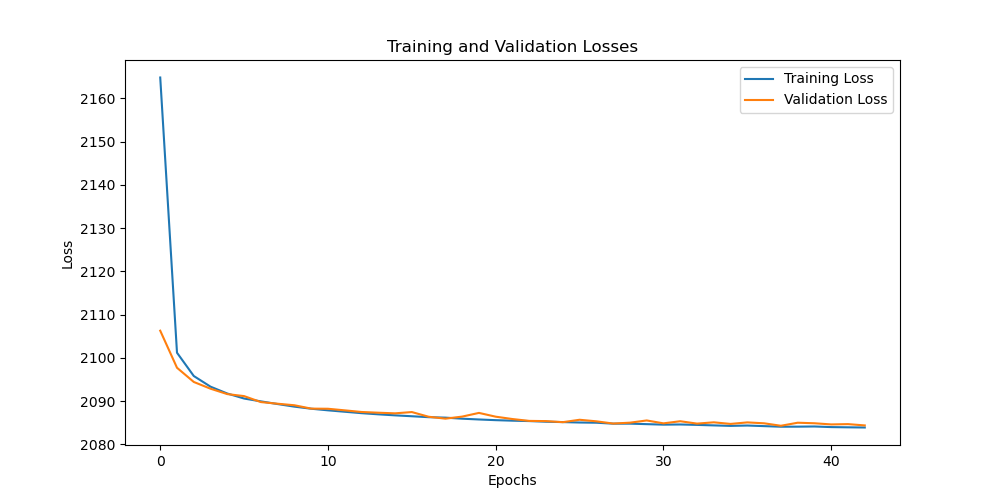 Training and Validation Losses
Training Loss
Validation Loss
2160
2150
2140
2130
2120
2110
2100
2090
2080
Loss
0
10
20
30
40
Epochs